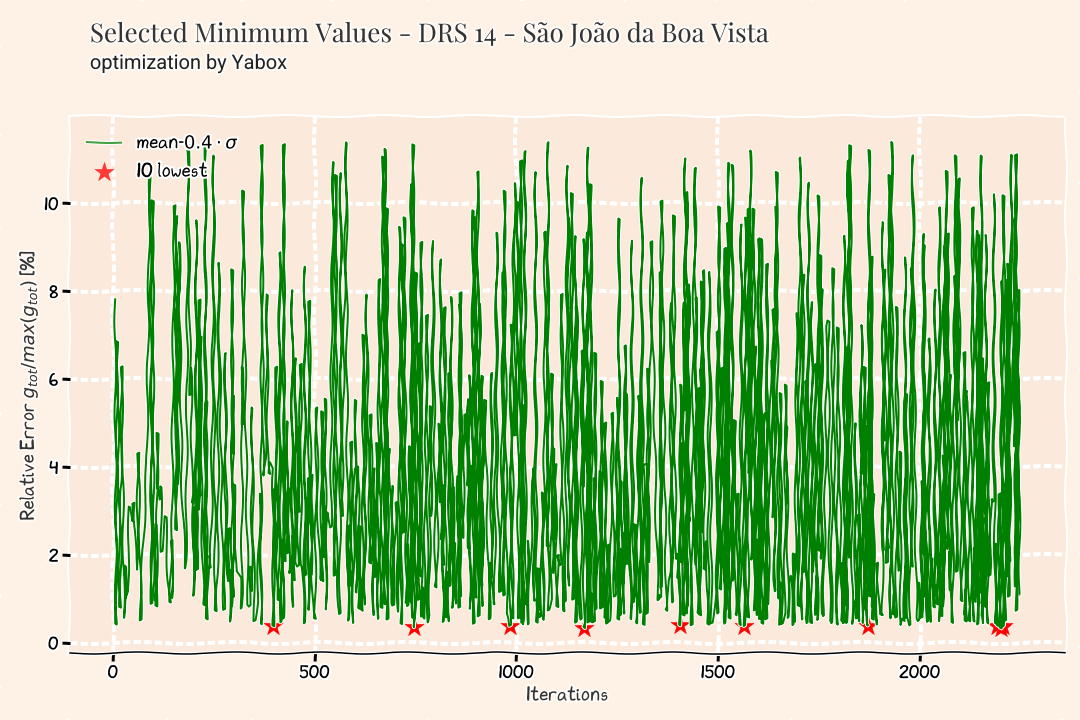 Selected Minimum Values - DRS 14 - São João da Boa Vista
optimization by Yabox
mean-0.4 · σ
10 lowest
Relative Error g_tot/max(g_tot) [%]
10
8
6
4
2
0
0 500 1000 1500 2000
Iterations